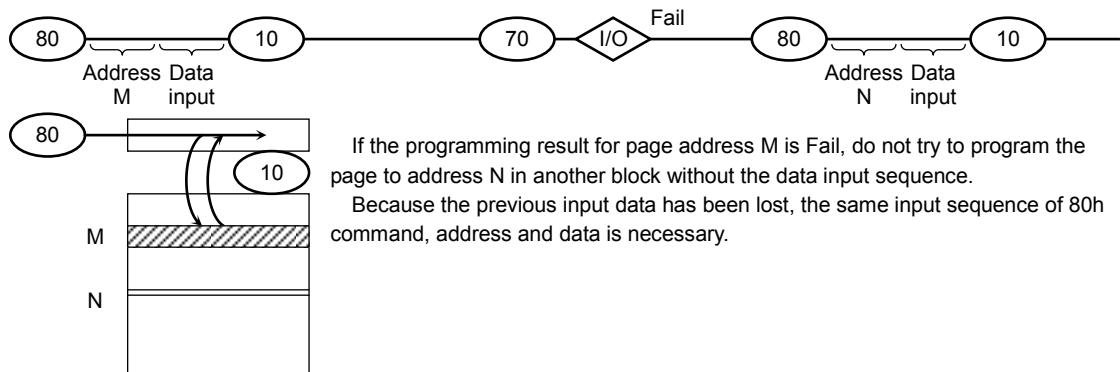 Fail
80 10 70 I/O 80 10
Address Data Address Data
M input N input
80
10
If the programming result for page address M is Fail, do not try to program the
page to address N in another block without the data input sequence.
Because the previous input data has been lost, the same input sequence of 80h
command, address and data is necessary.
M
N